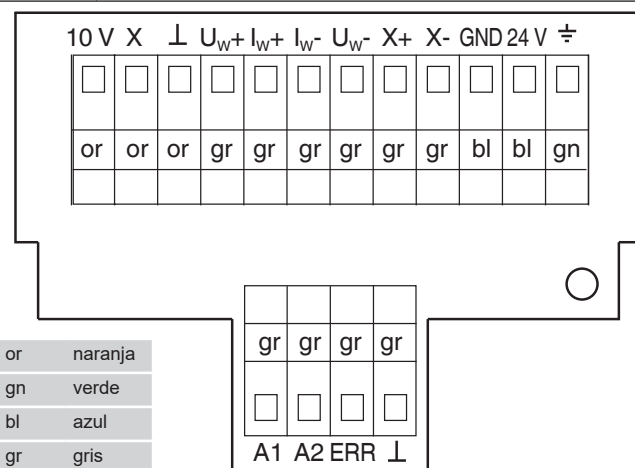 10 V X ⊥ Uw+ Iw+ Iw- Uw- X+ X- GND 24 V ⏚
or or or gr gr gr gr gr gr bl bl gn
gr gr gr gr
A1 A2 ERR ⊥
or naranja
gn verde
bl azul
gr gris